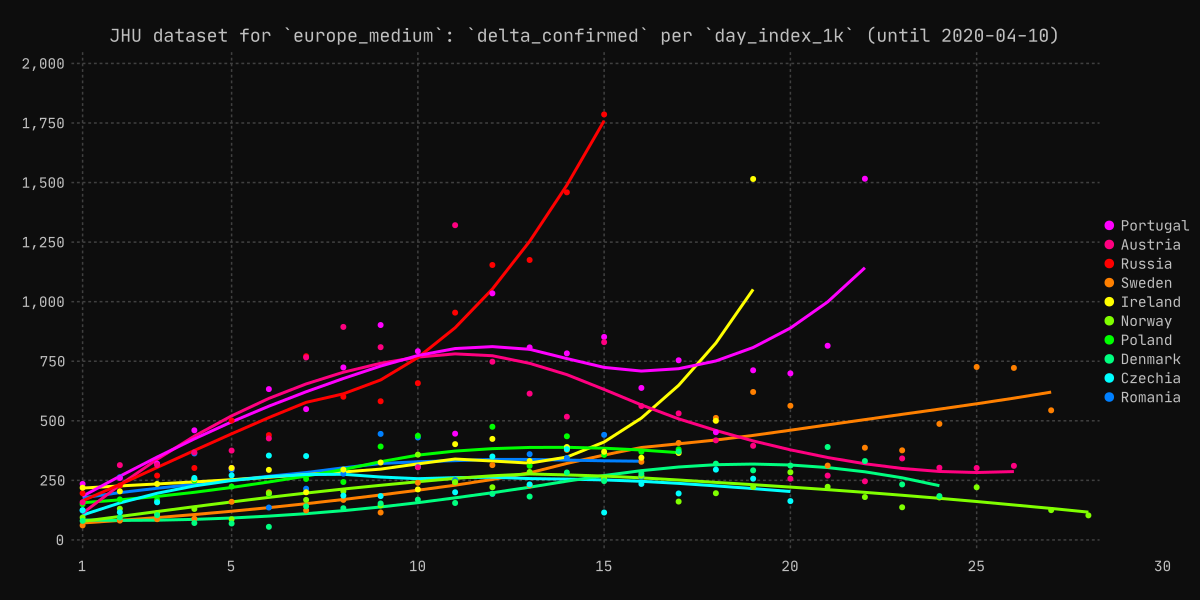 JHU dataset for `europe_medium`: `delta_confirmed` per `day_index_1k` (until 2020-04-10)
2,000
1,750
1,500
1,250
1,000
750
500
250
0
1 5 10 15 20 25 30
Portugal
Austria
Russia
Sweden
Ireland
Norway
Poland
Denmark
Czechia
Romania